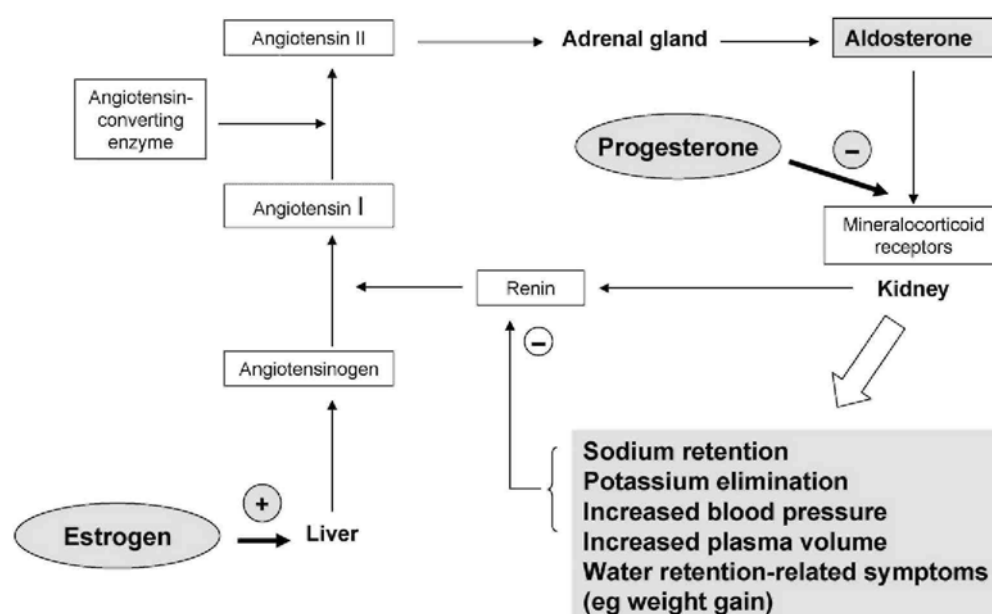 Angiotensin II
Adrenal gland
Aldosterone
Angiotensin-
converting
enzyme
Progesterone
−
Angiotensin I
Mineralocorticoid
receptors
Renin
Kidney
−
Angiotensinogen
Sodium retention
Potassium elimination
Increased blood pressure
Increased plasma volume
Water retention-related symptoms
(eg weight gain)
+
Estrogen
Liver